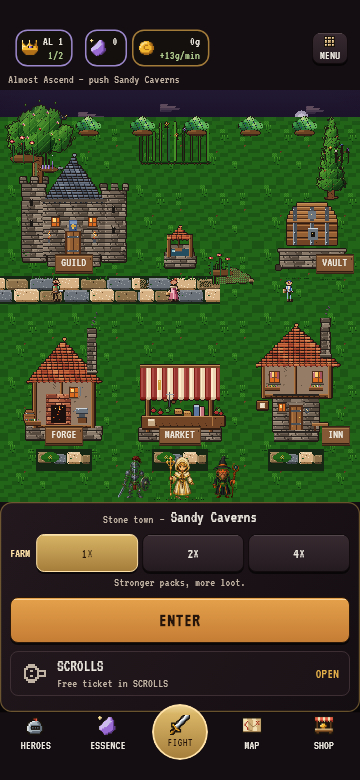 AL 1
1/2
0
0g
+13g/min
MENU
Almost Ascend - push Sandy Caverns
GUILD
VAULT
FORGE
MARKET
INN
Stone town - Sandy Caverns
FARM
1X
2X
4X
Stronger packs, more loot.
ENTER
SCROLLS
Free ticket in SCROLLS
OPEN
HEROES
ESSENCE
FIGHT
MAP
SHOP